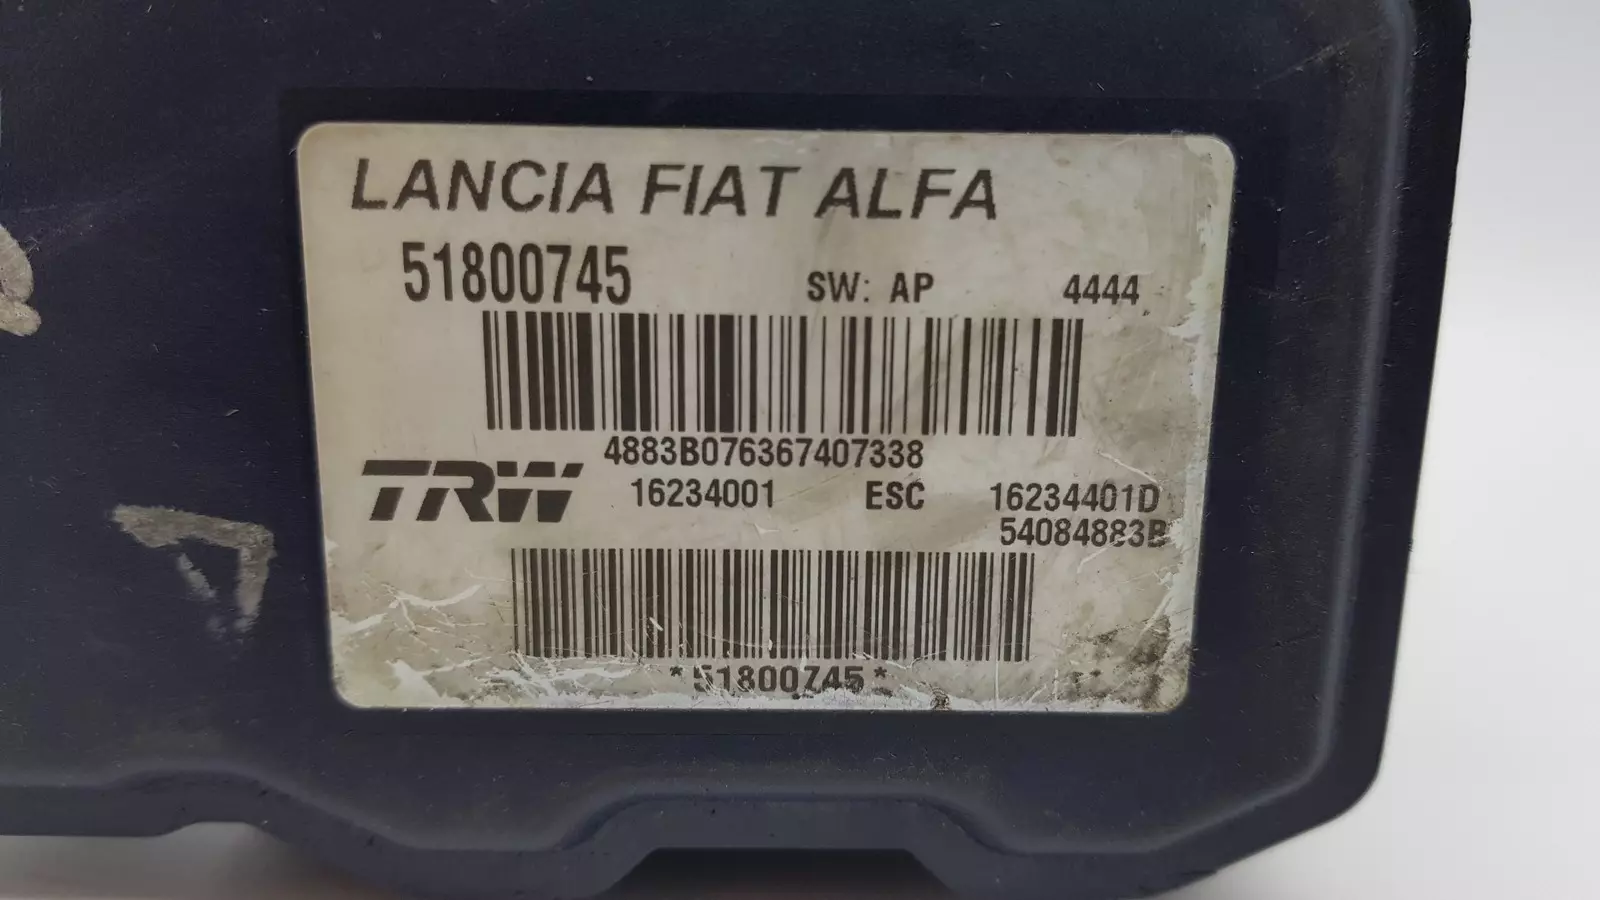 LANCIA FIAT ALFA
51800745 SW: AP 4444
4883B076367407338
TRW 16234001 ESC 16234401D
54084883B
*51800745*